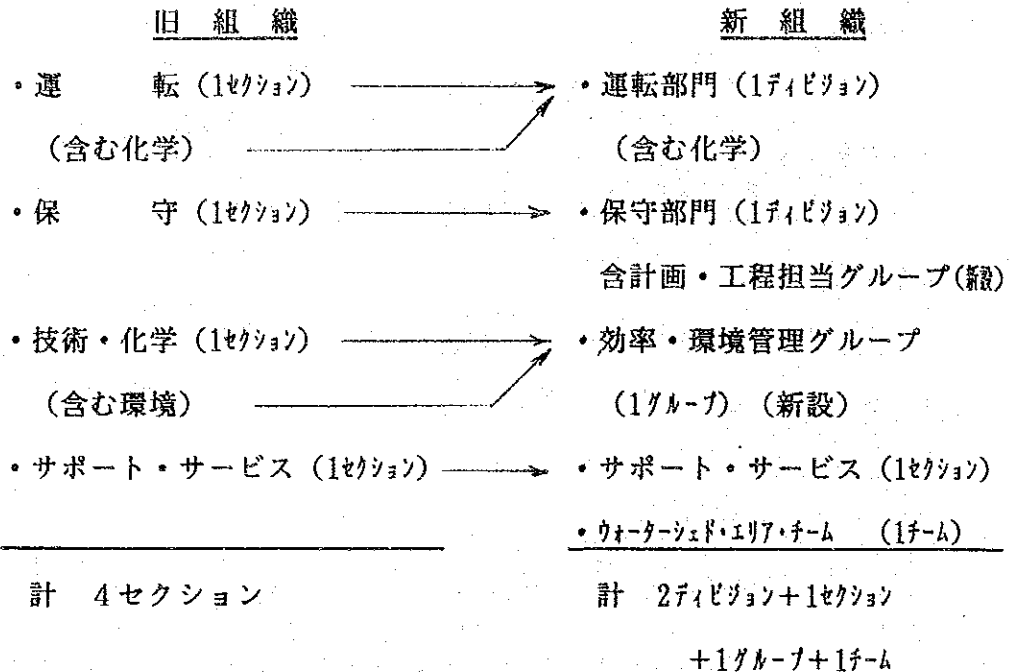 旧組織 新組織
・運 転（1セクション） ・運転部門（1ディビジョン）
（含む化学） （含む化学）
・保 守（1セクション） ・保守部門（1ディビジョン）
含計画・工程担当グループ(新設)
・技術・化学（1セクション） ・効率・環境管理グループ
（含む環境） （1グループ）（新設）
・サポート・サービス（1セクション） ・サポート・サービス（1セクション）
・ウォーターシェド・エリア・チーム （1チーム）
計 4セクション 計 2ディビジョン＋1セクション
＋1グループ＋1チーム